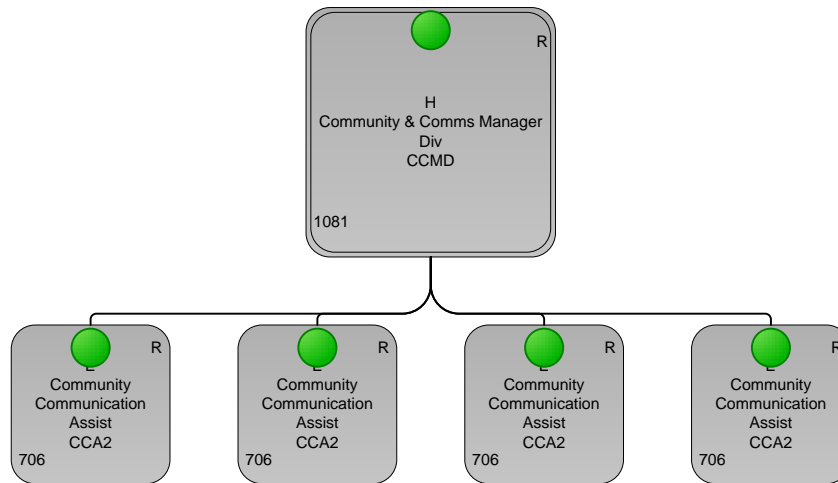 R
H
Community & Comms Manager
Div
CCMD
1081
R
Community
Communication
Assist
CCA2
706
R
Community
Communication
Assist
CCA2
706
R
Community
Communication
Assist
CCA2
706
R
Community
Communication
Assist
CCA2
706